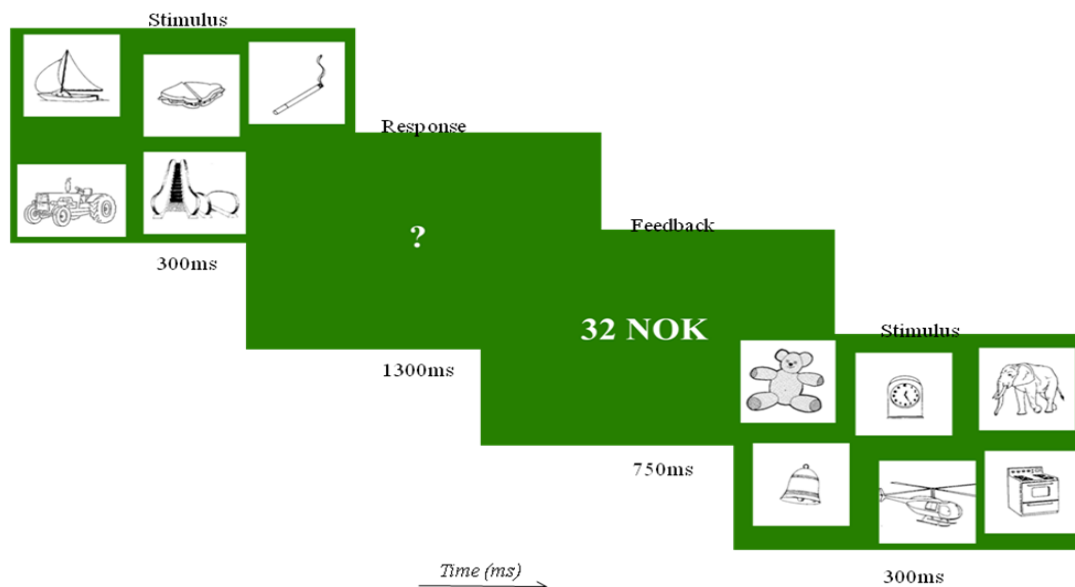 Stimulus
300ms
Response
?
1300ms
Feedback
32 NOK
750ms
Stimulus
300ms
Time (ms)